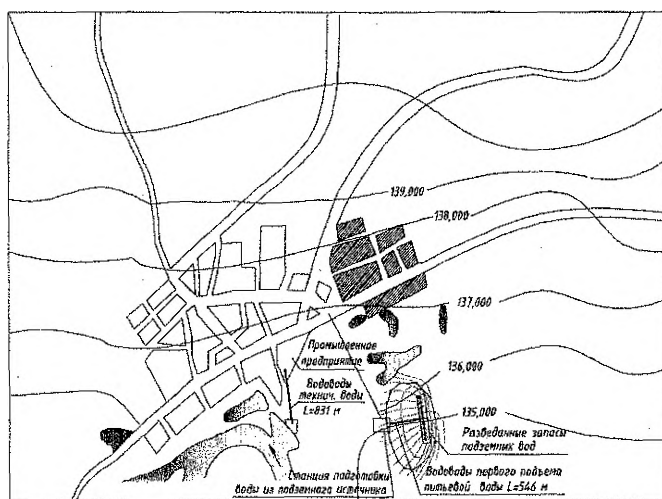 139,000
138,000
137,000
Промышленное
предприятие
136,000
Водоводы
технич. воды
L=831 м
135,000
Разведанные запасы
подземных вод
Станция подготовки
воды из подземного источника
Водоводы первого подъема
питьевой воды L=546 м